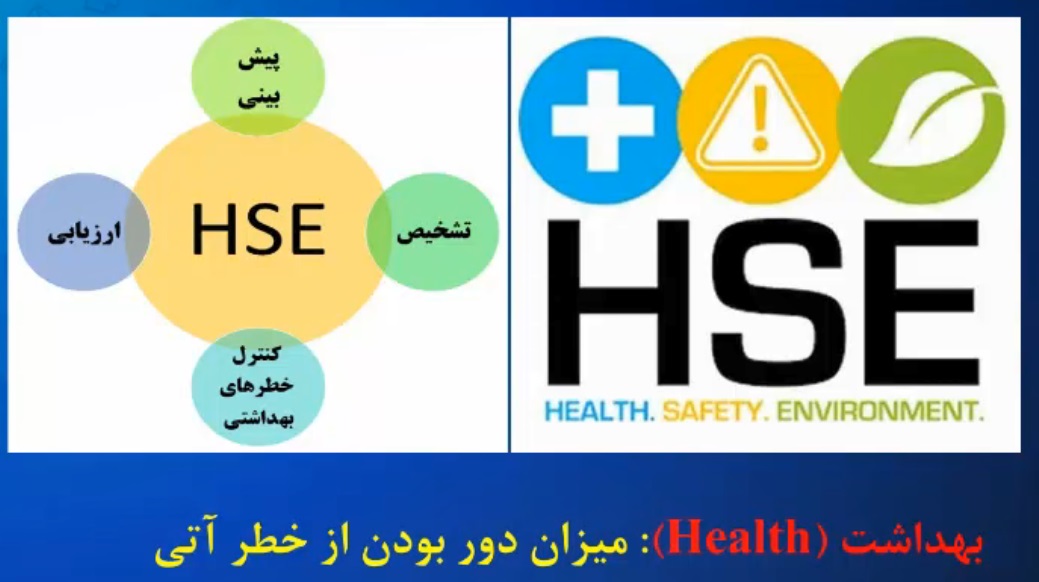 پیش
بینی
ارزیابی
HSE
تشخیص
کنترل
خطرهای
بهداشتی
HSE
HEALTH. SAFETY. ENVIRONMENT.
بهداشت (Health): میزان دور بودن از خطر آتی